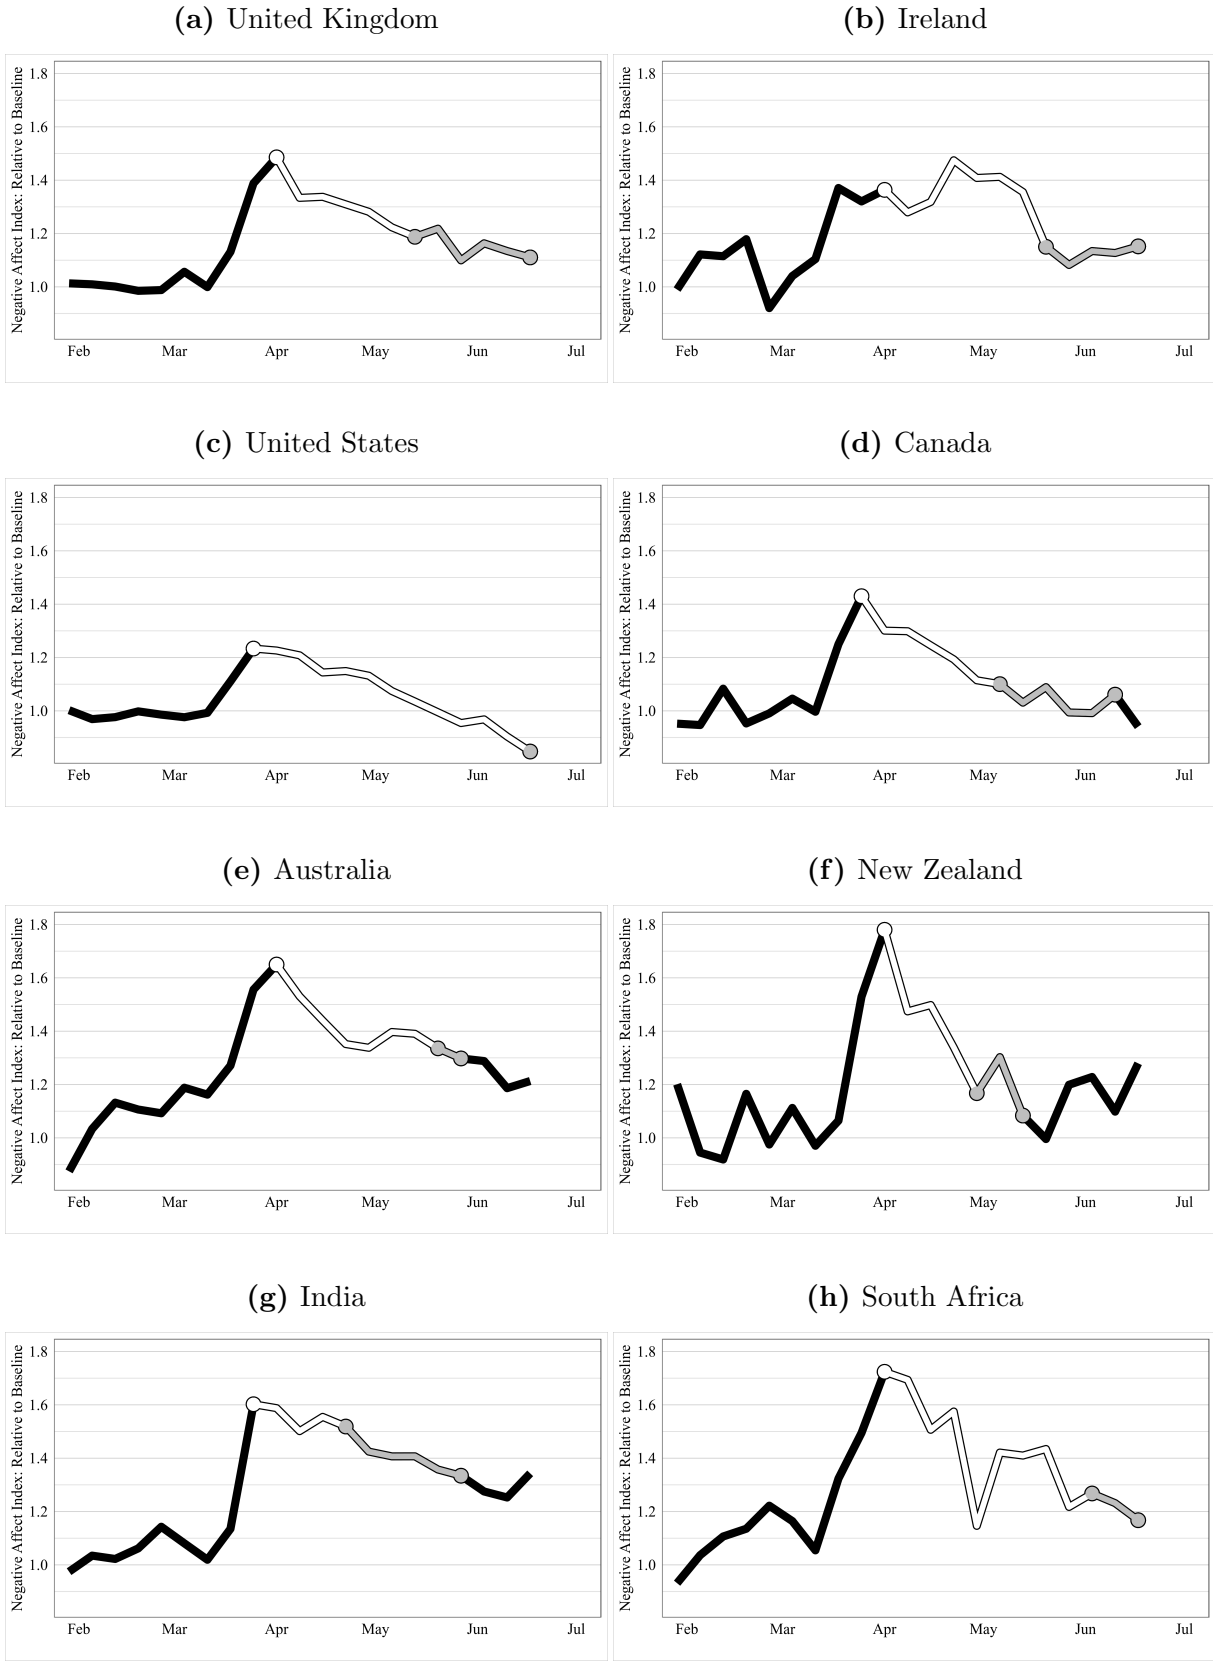 (a) United Kingdom
Negative Affect Index: Relative to Baseline
1.8
1.6
1.4
1.2
1.0
Feb Mar Apr May Jun Jul
(b) Ireland
Negative Affect Index: Relative to Baseline
1.8
1.6
1.4
1.2
1.0
Feb Mar Apr May Jun Jul
(c) United States
Negative Affect Index: Relative to Baseline
1.8
1.6
1.4
1.2
1.0
Feb Mar Apr May Jun Jul
(d) Canada
Negative Affect Index: Relative to Baseline
1.8
1.6
1.4
1.2
1.0
Feb Mar Apr May Jun Jul
(e) Australia
Negative Affect Index: Relative to Baseline
1.8
1.6
1.4
1.2
1.0
Feb Mar Apr May Jun Jul
(f) New Zealand
Negative Affect Index: Relative to Baseline
1.8
1.6
1.4
1.2
1.0
Feb Mar Apr May Jun Jul
(g) India
Negative Affect Index: Relative to Baseline
1.8
1.6
1.4
1.2
1.0
Feb Mar Apr May Jun Jul
(h) South Africa
Negative Affect Index: Relative to Baseline
1.8
1.6
1.4
1.2
1.0
Feb Mar Apr May Jun Jul